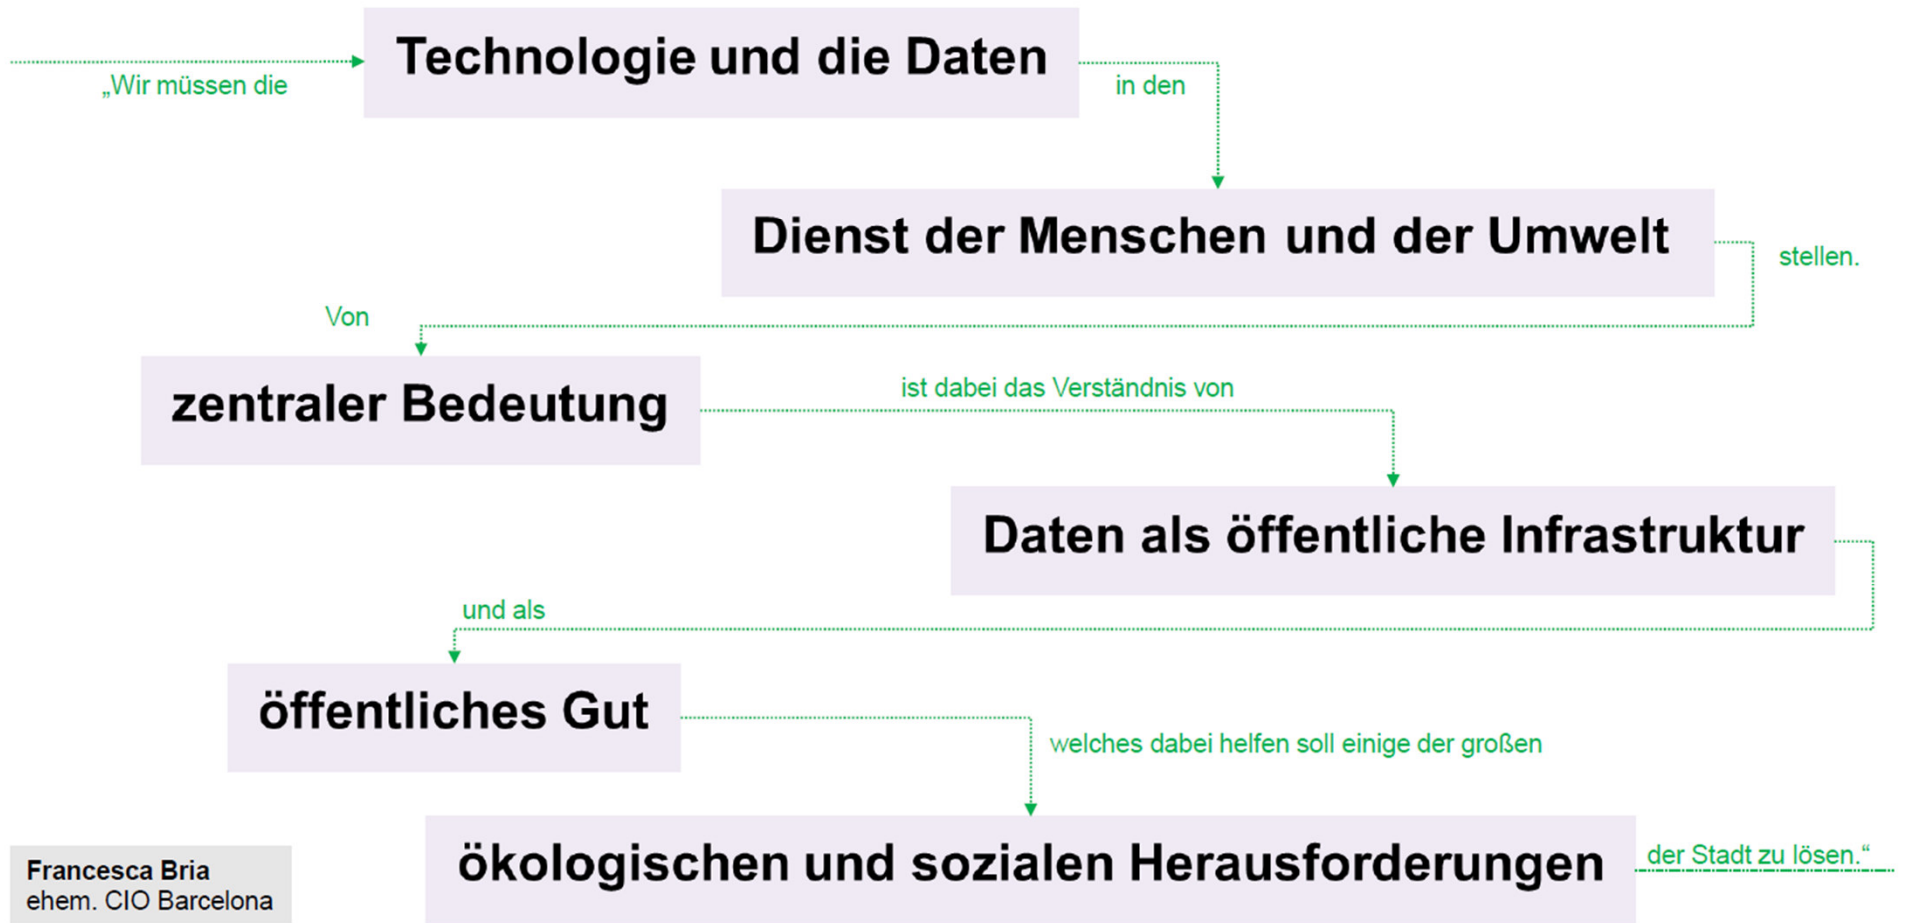 „Wir müssen die
Technologie und die Daten
in den
Dienst der Menschen und der Umwelt
stellen.
Von
zentraler Bedeutung
ist dabei das Verständnis von
Daten als öffentliche Infrastruktur
und als
öffentliches Gut
welches dabei helfen soll einige der großen
ökologischen und sozialen Herausforderungen
der Stadt zu lösen.“
Francesca Bria
ehem. CIO Barcelona